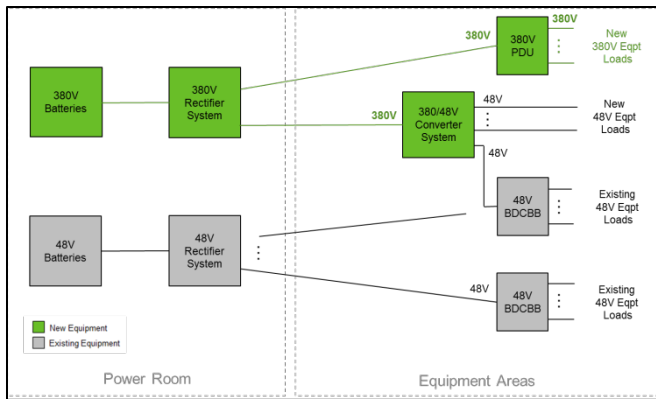 380V
380V
380V
PDU
New
380V Eqpt
Loads
380V
Batteries
380V
Rectifier
System
380V
380/48V
Converter
System
48V
48V
New
48V Eqpt
Loads
48V
BDCBB
Existing
48V Eqpt
Loads
48V
Batteries
48V
Rectifier
System
48V
48V
BDCBB
Existing
48V Eqpt
Loads
New Equipment
Existing Equipment
Power Room
Equipment Areas